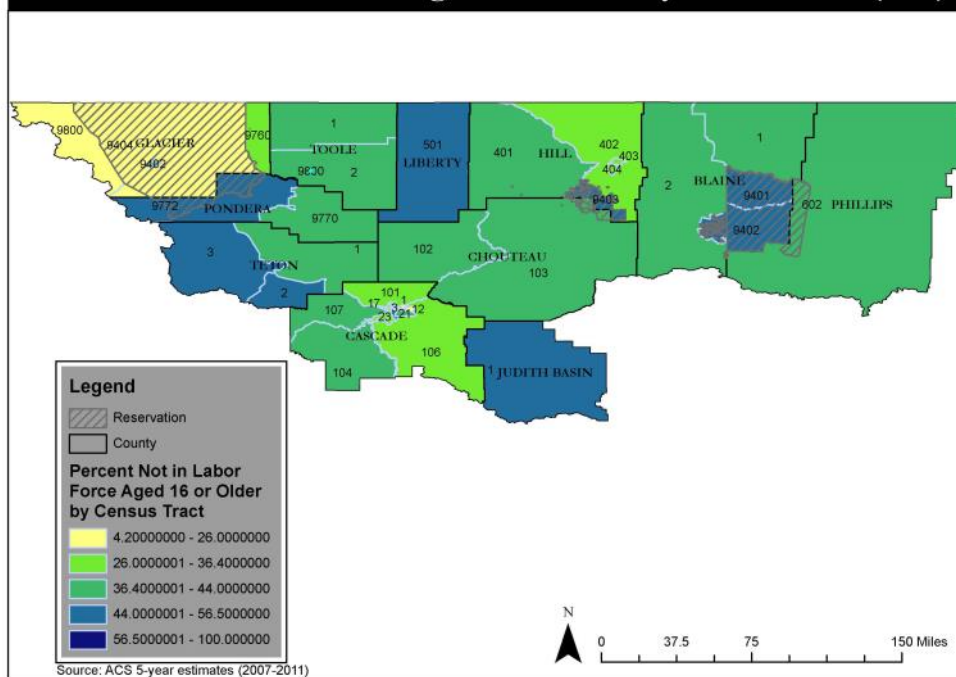 9800
9404
GLACIER
9402
9760
1
TOOLE
9800
2
501
LIBERTY
401
HILL
402
403
404
9403
1
BLAINE
2
9401
9402
602
PHILLIPS
9772
PONDERA
9770
3
TETON
1
2
102
CHOUTEAU
103
101
17
1
3
12
23
21
107
CASCADE
106
104
1
JUDITH BASIN
Legend
Reservation
County
Percent Not in Labor
Force Aged 16 or Older
by Census Tract
4.20000000 - 26.0000000
26.0000001 - 36.4000000
36.4000001 - 44.0000000
44.0000001 - 56.5000000
56.5000001 - 100.000000
Source: ACS 5-year estimates (2007-2011)
N
0 37.5 75 150 Miles